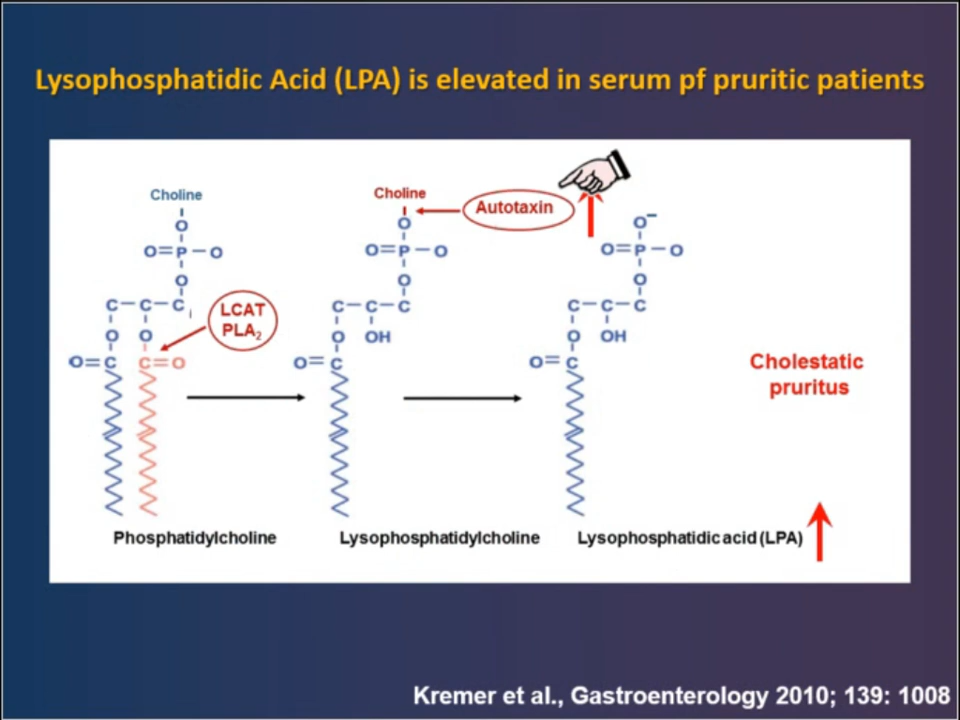 Lysophosphatidic Acid (LPA) is elevated in serum pf pruritic patients
Choline
O
O=P–O
O
C–C–C
O O
O=C C=O
LCAT
PLA₂
Phosphatidylcholine
Choline
O
O=P–O
O
C–C–C
O OH
O=C
Autotaxin
Lysophosphatidylcholine
O⁻
O=P–O
O
C–C–C
O OH
O=C
Lysophosphatidic acid (LPA)
Cholestatic
pruritus
Kremer et al., Gastroenterology 2010; 139: 1008